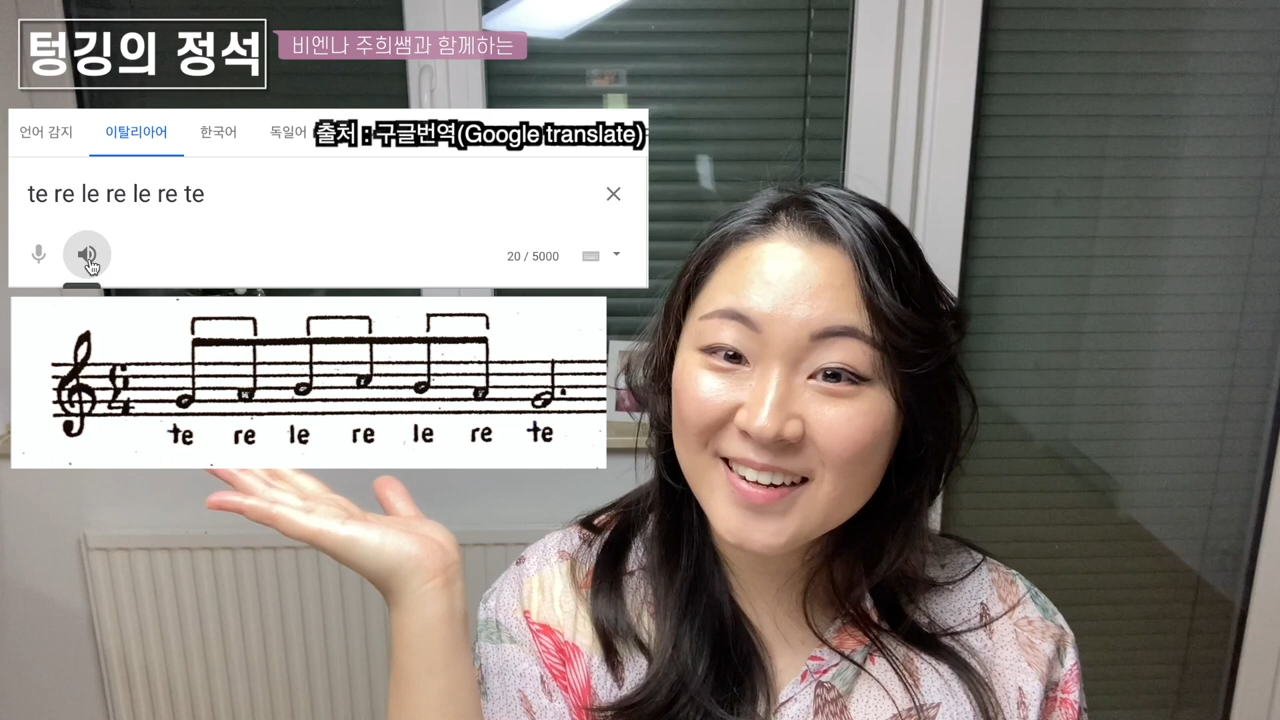 텅깅의 정석
비엔나 주희쌤과 함께하는
언어 감지 이탈리아어 한국어 독일어
출처 : 구글번역(Google translate)
te re le re le re te
20 / 5000
te re le re le re te